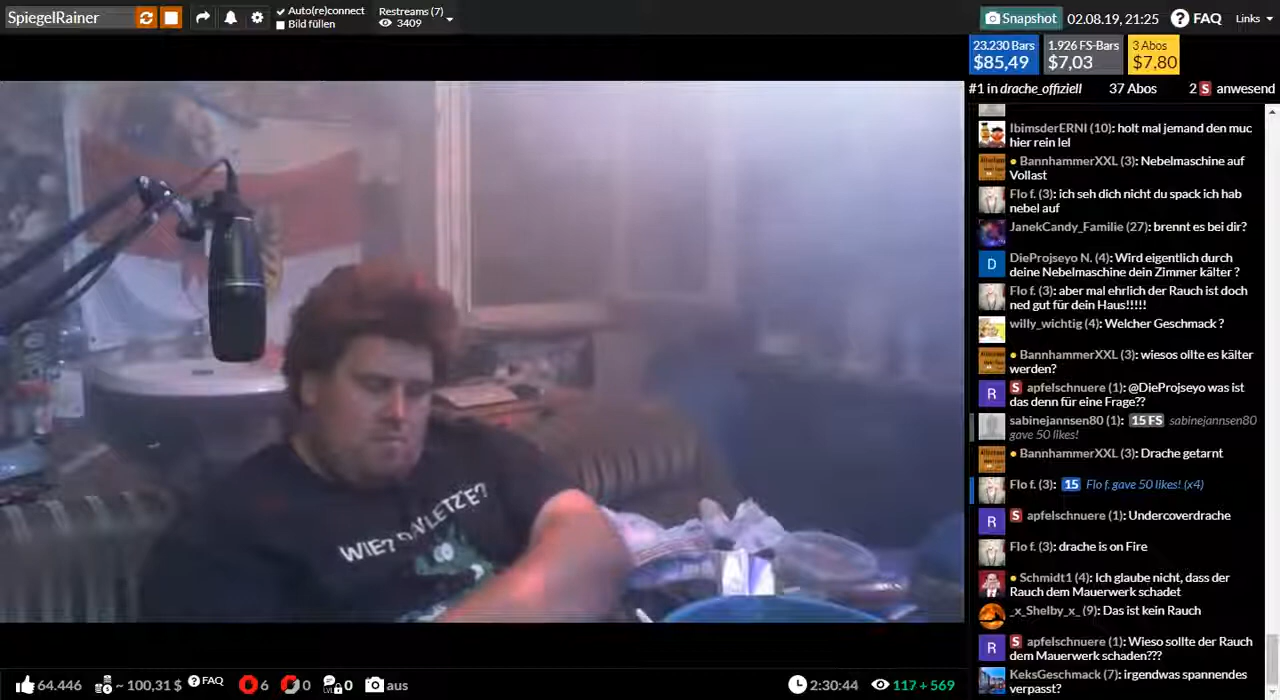 SpiegelRainer
Auto(re)connect
Bild füllen
Restreams (7)
3409
Snapshot
02.08.19, 21:25
FAQ
Links
23.230 Bars
$85,49
1.926 FS-Bars
$7,03
3 Abos
$7,80
#1 in drache_offiziell
37 Abos
2 S anwesend
IbimsderERNI (10): holt mal jemand den muc
hier rein lel
BannhammerXXL (3): Nebelmaschine auf
Vollast
Flo f. (3): ich seh dich nicht du spack ich hab
nebel auf
JanekCandy_Familie (27): brennt es bei dir?
D
DieProjseyo N. (4): Wird eigentlich durch
deine Nebelmaschine dein Zimmer kälter ?
Flo f. (3): aber mal ehrlich der Rauch ist doch
ned gut für dein Haus!!!!!
willy_wichtig (4): Welcher Geschmack ?
BannhammerXXL (3): wiesos ollte es kälter
werden?
R
S apfelschnuere (1): @DieProjseyo was ist
das denn für eine Frage??
sabinejannsen80 (1): 15 FS sabinejannsen80
gave 50 likes!
BannhammerXXL (3): Drache getarnt
Flo f. (3): 15 Flo f. gave 50 likes! (x4)
R
S apfelschnuere (1): Undercoverdrache
Flo f. (3): drache is on Fire
Schmidt1 (4): Ich glaube nicht, dass der
Rauch dem Mauerwerk schadet
_x_Shelby_x_ (9): Das ist kein Rauch
R
S apfelschnuere (1): Wieso sollte der Rauch
dem Mauerwerk schaden???
KeksGeschmack (7): irgendwas spannendes
verpasst?
WIE? DA LETZE?
64.446
~ 100,31 $
FAQ
6
0
LVL
0
aus
2:30:44
117 + 569